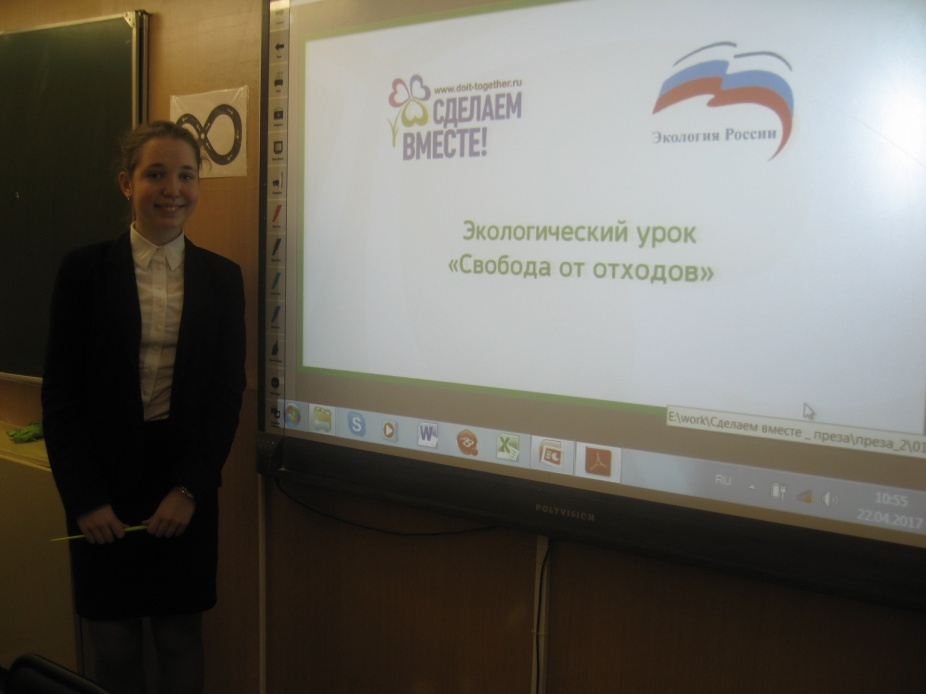 www.doit-together.ru
СДЕЛАЕМ
ВМЕСТЕ!
Экология России
Экологический урок
«Свобода от отходов»
E:\work\Сделаем вместе _ преза\преза_2\01
RU
10:55
22.04.2017
POLYVISION